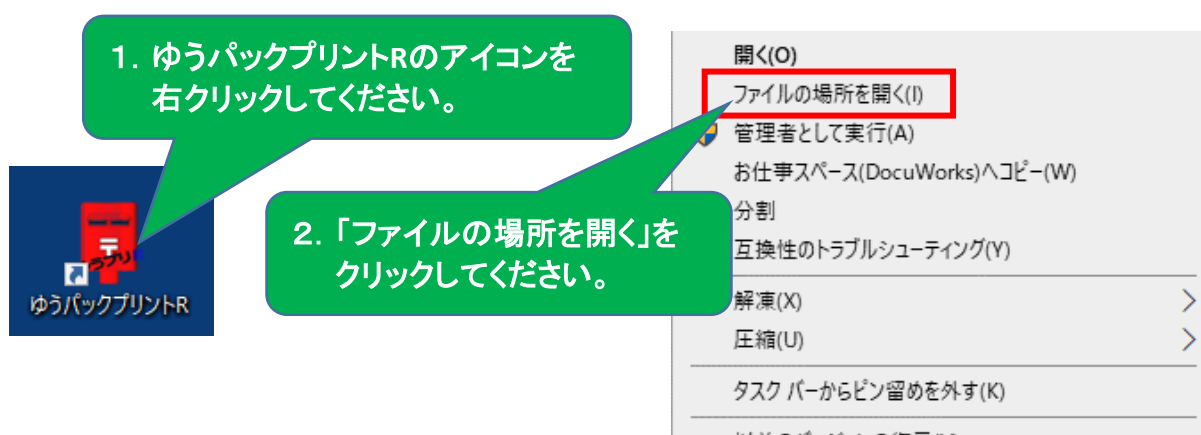 1. ゆうパックプリントRのアイコンを
右クリックしてください。
ゆうパックプリントR
2. 「ファイルの場所を開く」を
クリックしてください。
開く(O)
ファイルの場所を開く(I)
管理者として実行(A)
お仕事スペース(DocuWorks)へコピー(W)
分割
互換性のトラブルシューティング(Y)
解凍(X)
圧縮(U)
タスク バーからピン留めを外す(K)